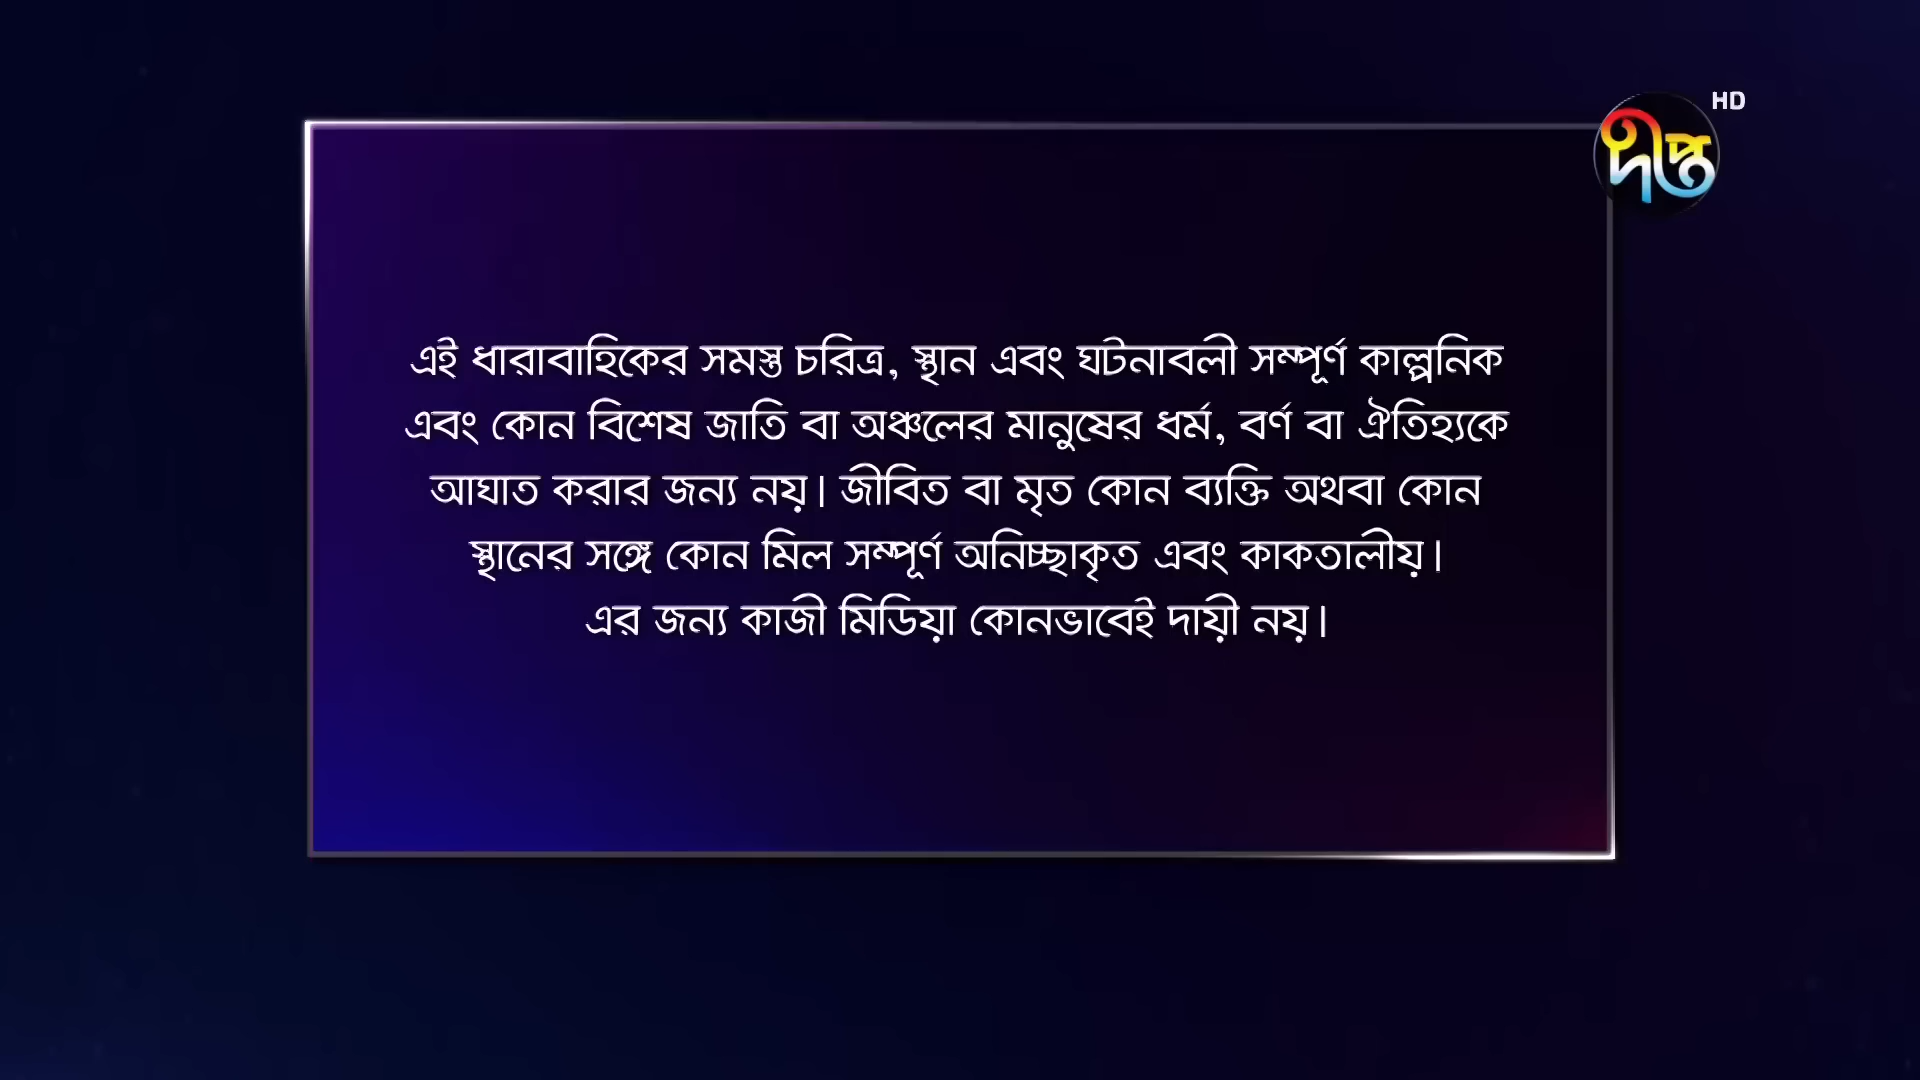 HD
দীপ্ত
এই ধারাবাহিকের সমস্ত চরিত্র, স্থান এবং ঘটনাবলী সম্পূর্ণ কাল্পনিক
এবং কোন বিশেষ জাতি বা অঞ্চলের মানুষের ধর্ম, বর্ণ বা ঐতিহ্যকে
আঘাত করার জন্য নয়। জীবিত বা মৃত কোন ব্যক্তি অথবা কোন
স্থানের সঙ্গে কোন মিল সম্পূর্ণ অনিচ্ছাকৃত এবং কাকতালীয়।
এর জন্য কাজী মিডিয়া কোনভাবেই দায়ী নয়।